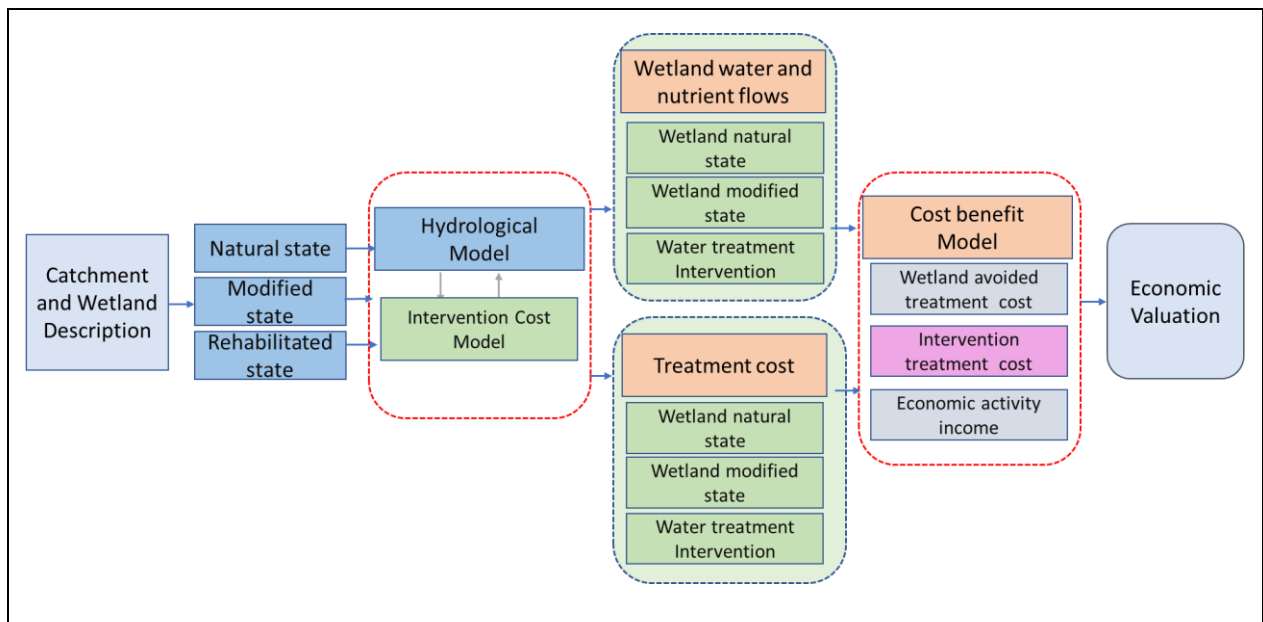 Catchment
and Wetland
Description
Natural state
Modified
state
Rehabilitated
state
Hydrological
Model
Intervention Cost
Model
Wetland water and
nutrient flows
Wetland natural
state
Wetland modified
state
Water treatment
Intervention
Treatment cost
Wetland natural
state
Wetland modified
state
Water treatment
Intervention
Cost benefit
Model
Wetland avoided
treatment cost
Intervention
treatment cost
Economic activity
income
Economic
Valuation